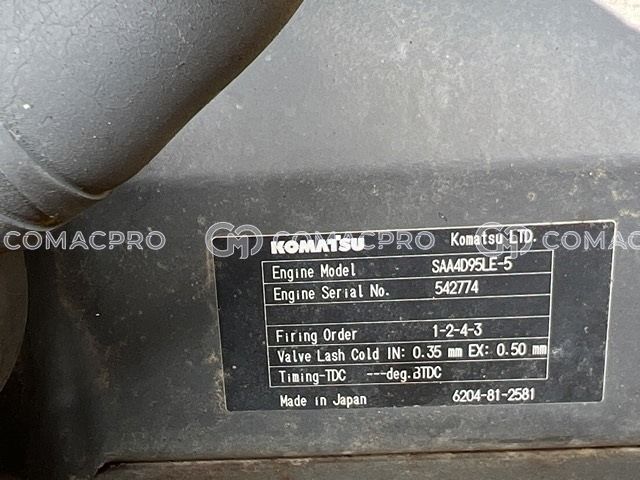 COMACPRO COMACPRO COMACPRO
KOMATSU Komatsu LTD.
Engine Model SAA4D95LE-5
Engine Serial No. 542774
Firing Order 1-2-4-3
Valve Lash Cold IN: 0.35 mm EX: 0.50 mm
Timing-TDC ---deg.BTDC
Made in Japan 6204-81-2581